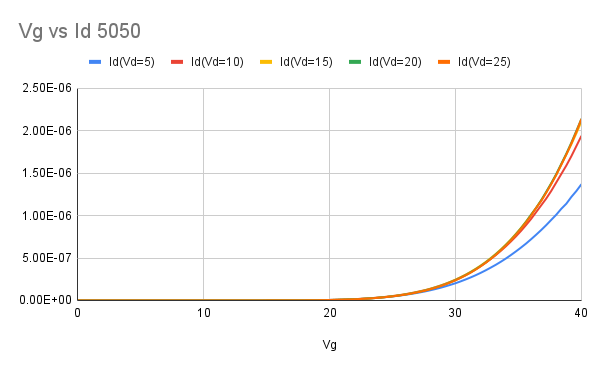 Vg vs Id 5050
Id(Vd=5) Id(Vd=10) Id(Vd=15) Id(Vd=20) Id(Vd=25)
2.50E-06
2.00E-06
1.50E-06
1.00E-06
5.00E-07
0.00E+00
0 10 20 30 40
Vg